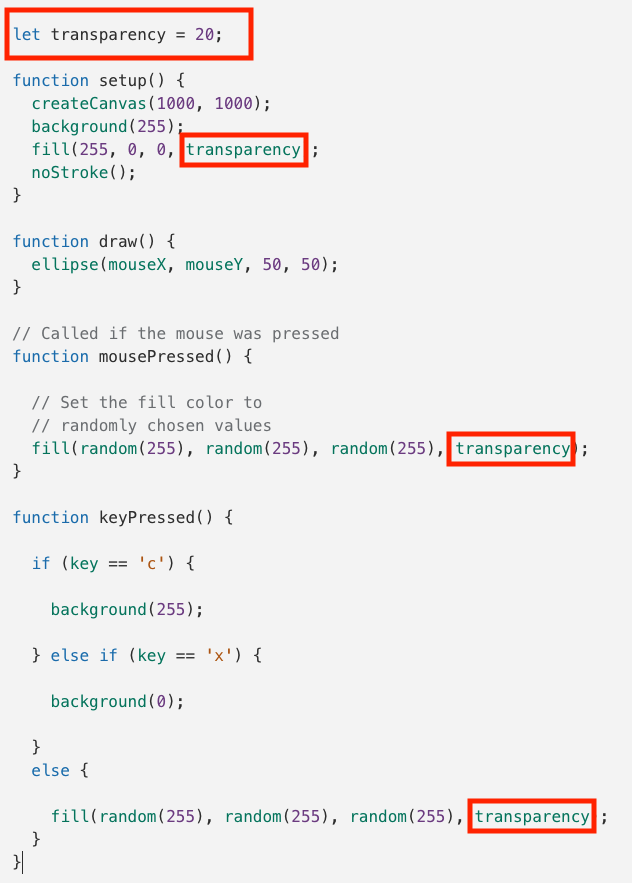 let transparency = 20;
function setup() {
createCanvas(1000, 1000);
background(255);
fill(255, 0, 0, transparency ;
noStroke();
}
function draw() {
ellipse(mouseX, mouseY, 50, 50);
}
// Called if the mouse was pressed
function mousePressed() {
// Set the fill color to
// randomly chosen values
fill(random(255), random(255), random(255), transparency);
}
function keyPressed() {
if (key == 'c') {
background(255);
} else if (key == 'x') {
background(0);
}
else {
fill(random(255), random(255), random(255), transparency ;
}
}